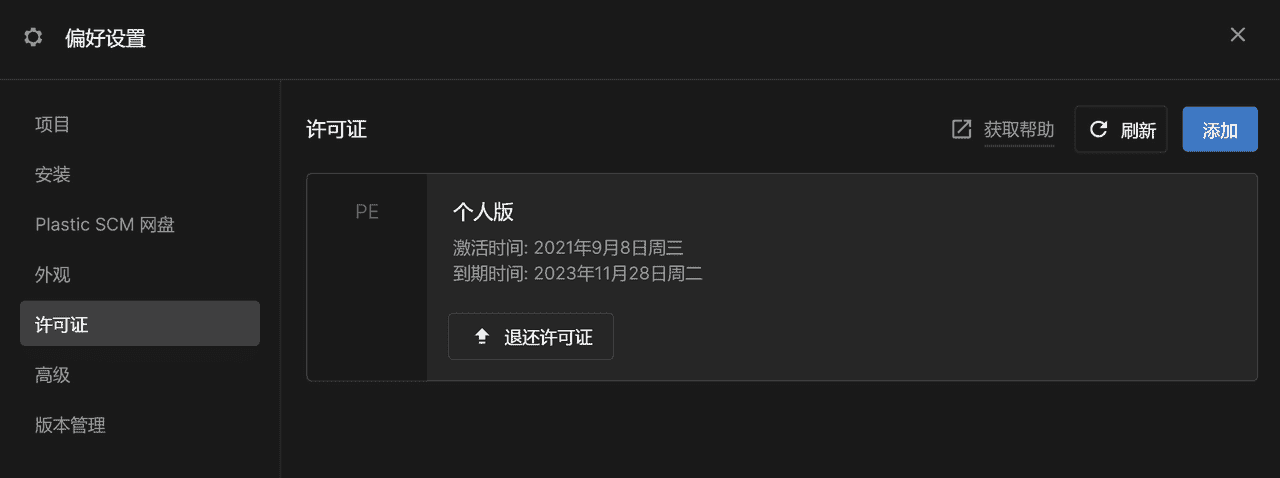 偏好设置
项目
安装
Plastic SCM 网盘
外观
许可证
高级
版本管理
许可证
获取帮助
刷新
添加
PE
个人版
激活时间: 2021年9月8日周三
到期时间: 2023年11月28日周二
退还许可证